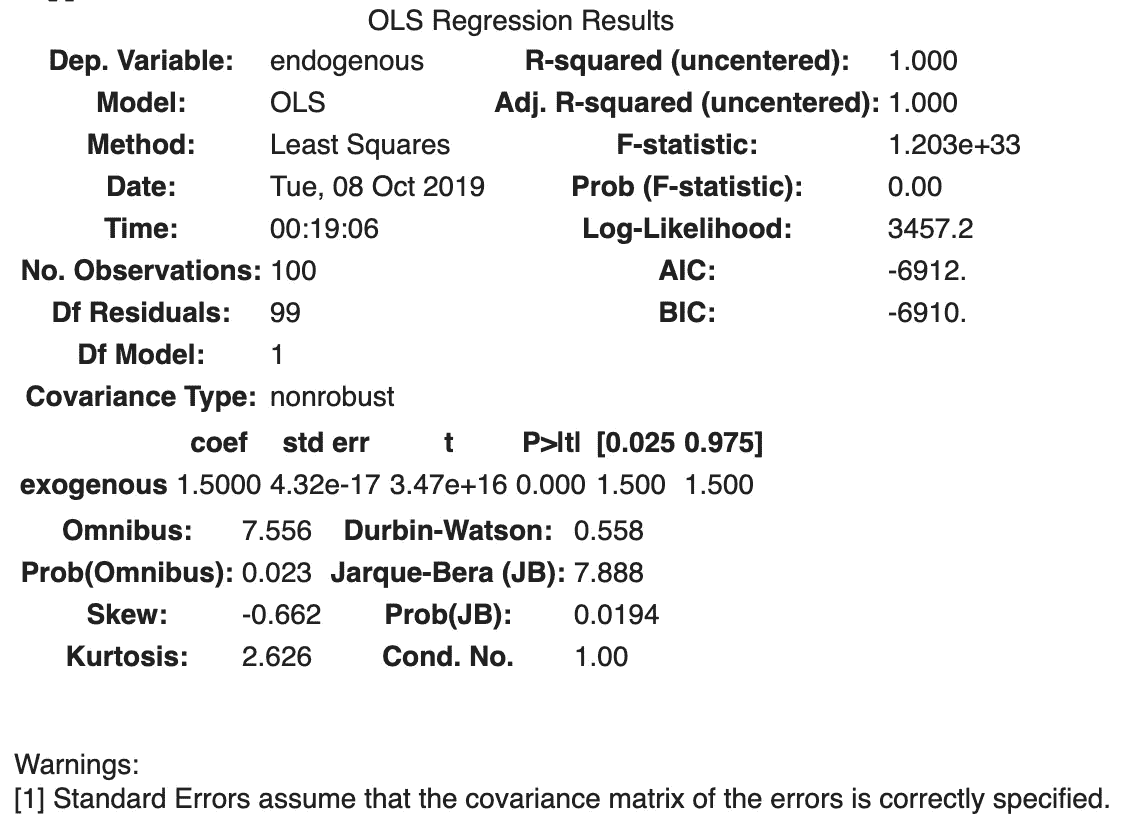 OLS Regression Results
Dep. Variable: endogenous R-squared (uncentered): 1.000
Model: OLS Adj. R-squared (uncentered): 1.000
Method: Least Squares F-statistic: 1.203e+33
Date: Tue, 08 Oct 2019 Prob (F-statistic): 0.00
Time: 00:19:06 Log-Likelihood: 3457.2
No. Observations: 100 AIC: -6912.
Df Residuals: 99 BIC: -6910.
Df Model: 1
Covariance Type: nonrobust
coef std err t P>|t| [0.025 0.975]
exogenous 1.5000 4.32e-17 3.47e+16 0.000 1.500 1.500
Omnibus: 7.556 Durbin-Watson: 0.558
Prob(Omnibus): 0.023 Jarque-Bera (JB): 7.888
Skew: -0.662 Prob(JB): 0.0194
Kurtosis: 2.626 Cond. No. 1.00
Warnings:
[1] Standard Errors assume that the covariance matrix of the errors is correctly specified.